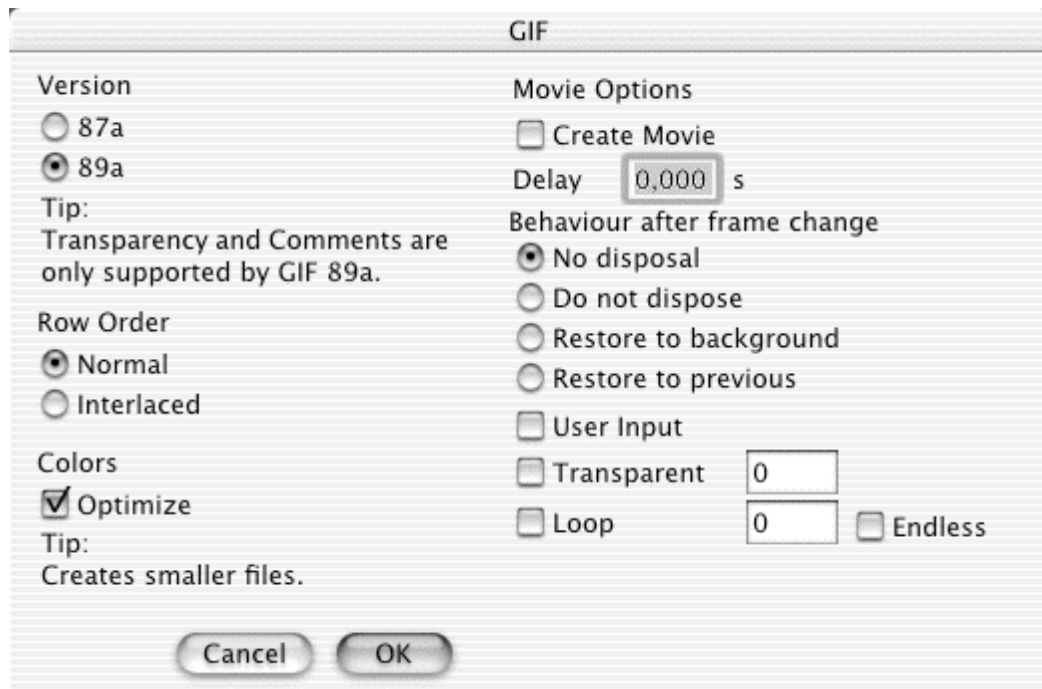 GIF
Version
87a
89a
Tip:
Transparency and Comments are
only supported by GIF 89a.
Row Order
Normal
Interlaced
Colors
Optimize
Tip:
Creates smaller files.
Movie Options
Create Movie
Delay 0,000 s
Behaviour after frame change
No disposal
Do not dispose
Restore to background
Restore to previous
User Input
Transparent 0
Loop 0 Endless
Cancel OK